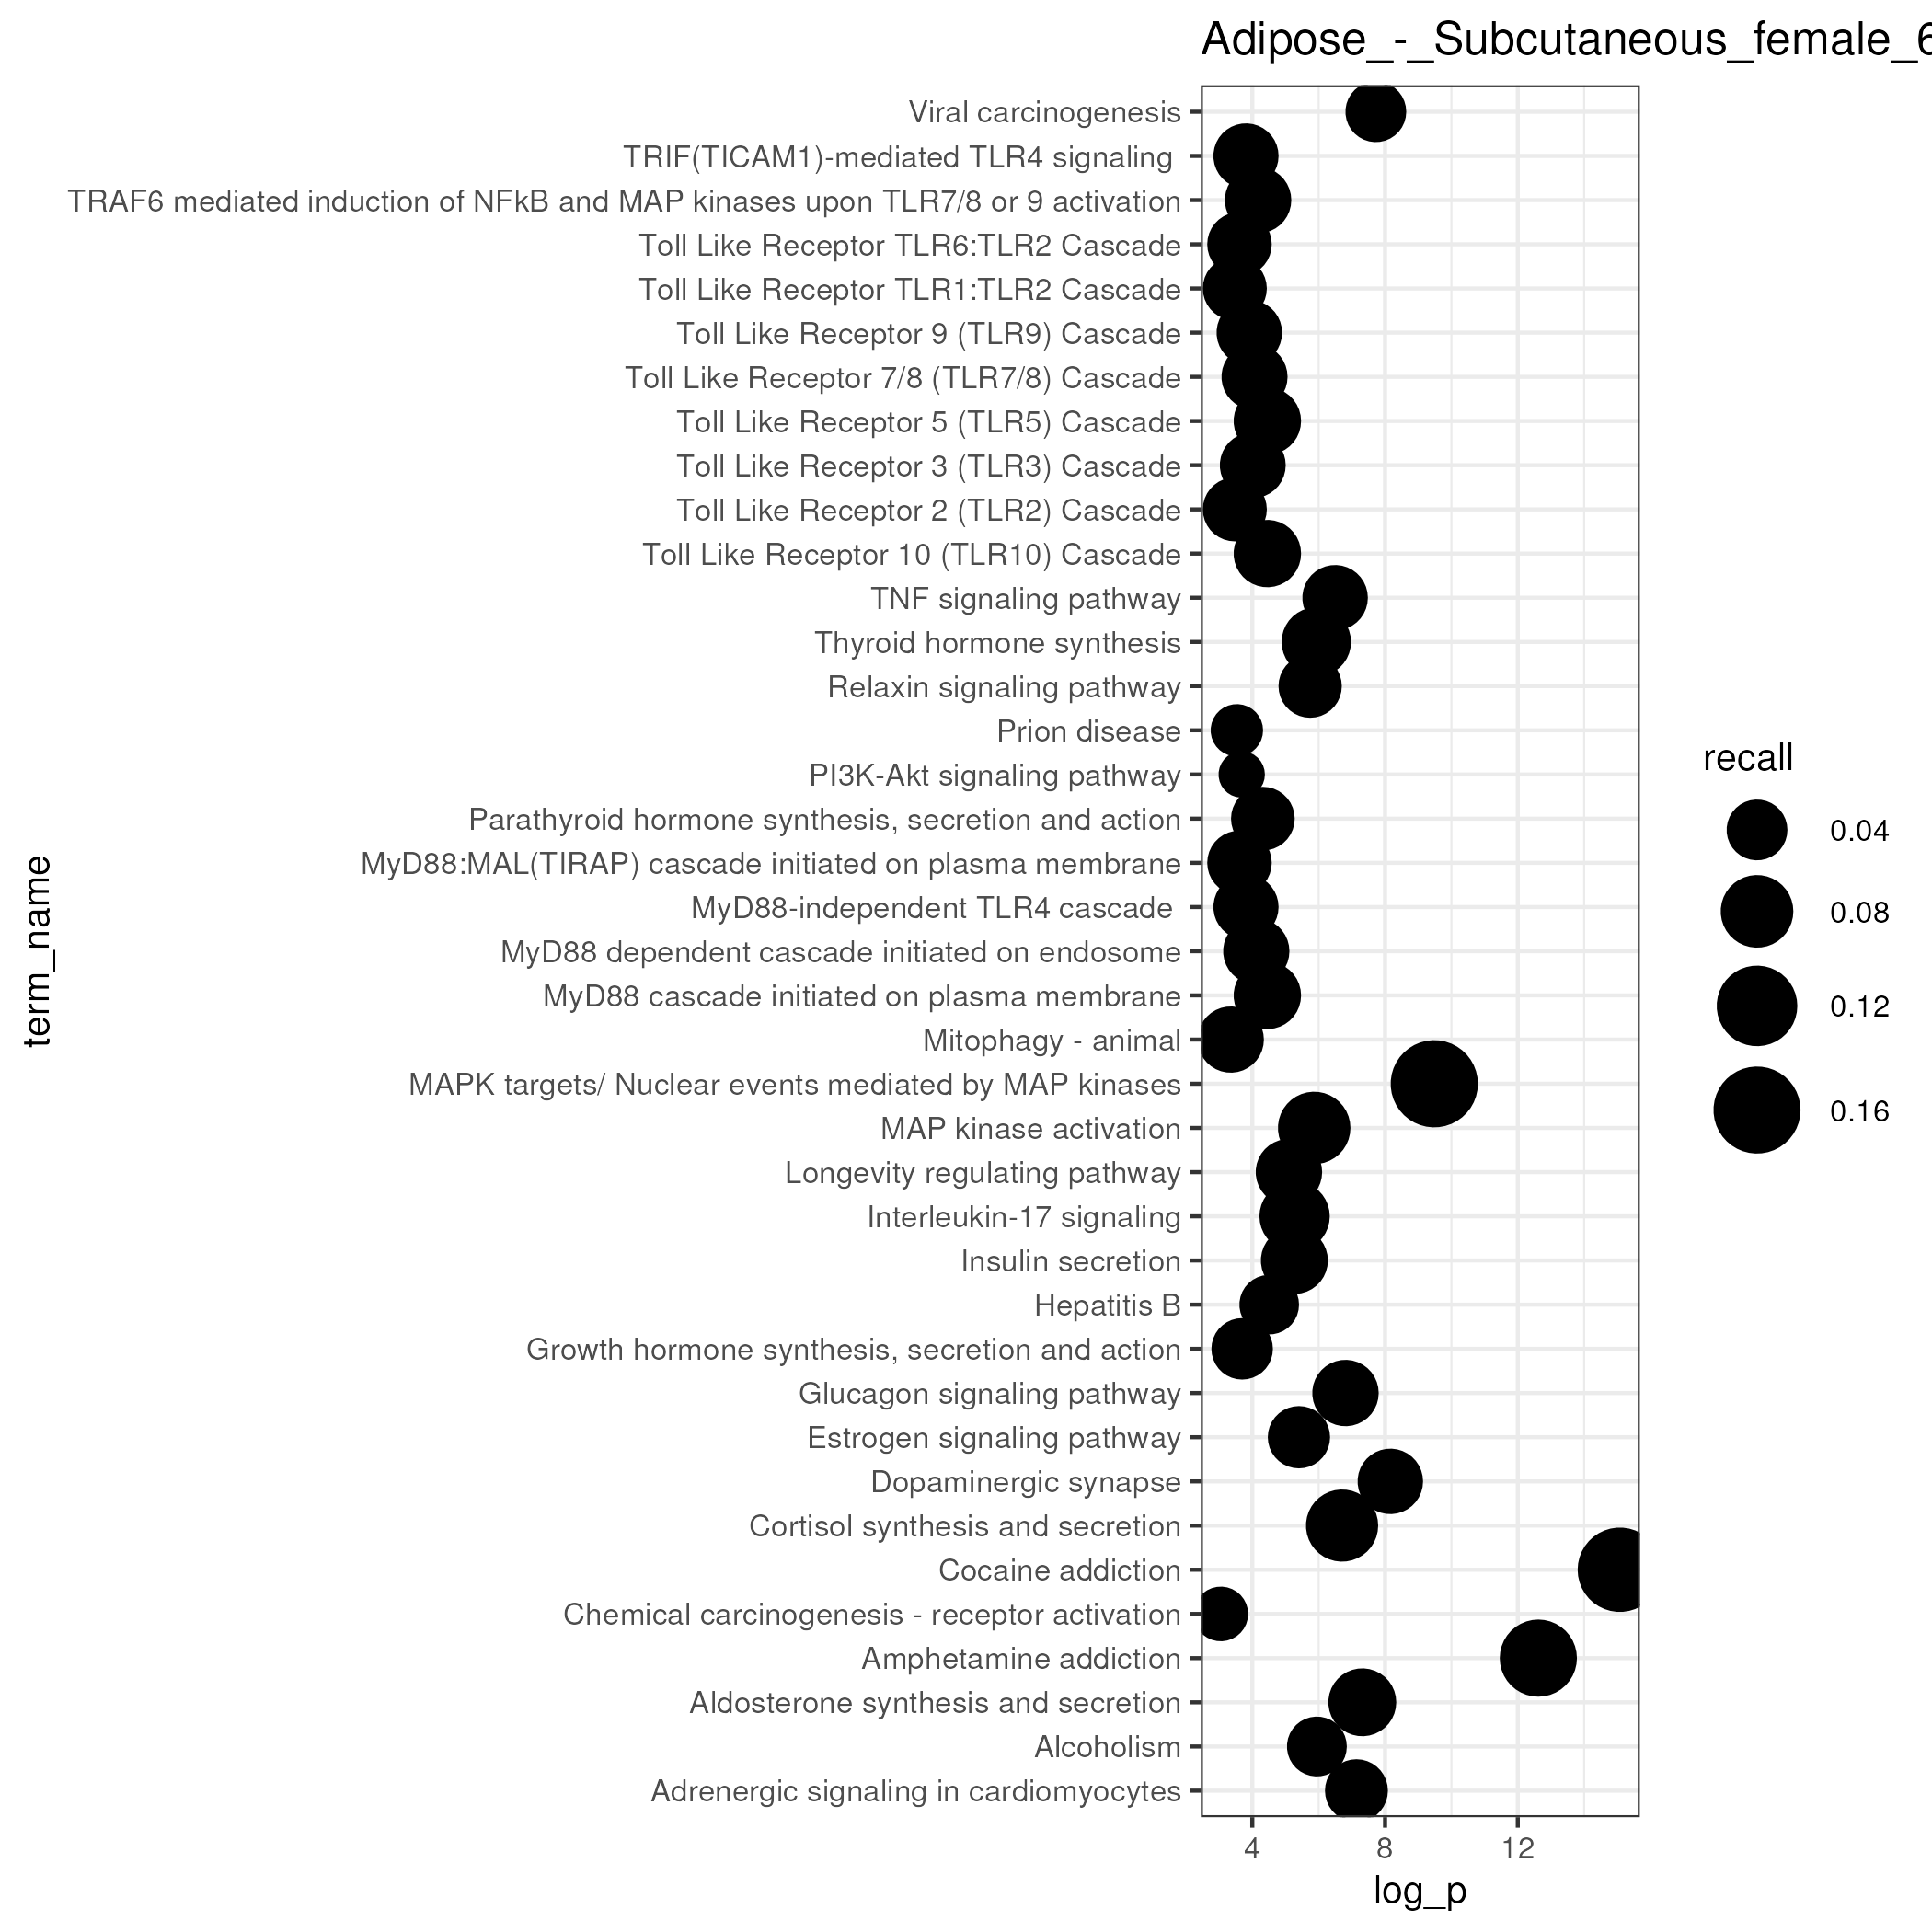 Adipose_-_Subcutaneous_female_6
Viral carcinogenesis
TRIF(TICAM1)-mediated TLR4 signaling
TRAF6 mediated induction of NFkB and MAP kinases upon TLR7/8 or 9 activation
Toll Like Receptor TLR6:TLR2 Cascade
Toll Like Receptor TLR1:TLR2 Cascade
Toll Like Receptor 9 (TLR9) Cascade
Toll Like Receptor 7/8 (TLR7/8) Cascade
Toll Like Receptor 5 (TLR5) Cascade
Toll Like Receptor 3 (TLR3) Cascade
Toll Like Receptor 2 (TLR2) Cascade
Toll Like Receptor 10 (TLR10) Cascade
TNF signaling pathway
Thyroid hormone synthesis
Relaxin signaling pathway
Prion disease
PI3K-Akt signaling pathway
Parathyroid hormone synthesis, secretion and action
MyD88:MAL(TIRAP) cascade initiated on plasma membrane
MyD88-independent TLR4 cascade
MyD88 dependent cascade initiated on endosome
MyD88 cascade initiated on plasma membrane
Mitophagy - animal
MAPK targets/ Nuclear events mediated by MAP kinases
MAP kinase activation
Longevity regulating pathway
Interleukin-17 signaling
Insulin secretion
Hepatitis B
Growth hormone synthesis, secretion and action
Glucagon signaling pathway
Estrogen signaling pathway
Dopaminergic synapse
Cortisol synthesis and secretion
Cocaine addiction
Chemical carcinogenesis - receptor activation
Amphetamine addiction
Aldosterone synthesis and secretion
Alcoholism
Adrenergic signaling in cardiomyocytes
term_name
4 8 12
log_p
recall
0.04
0.08
0.12
0.16